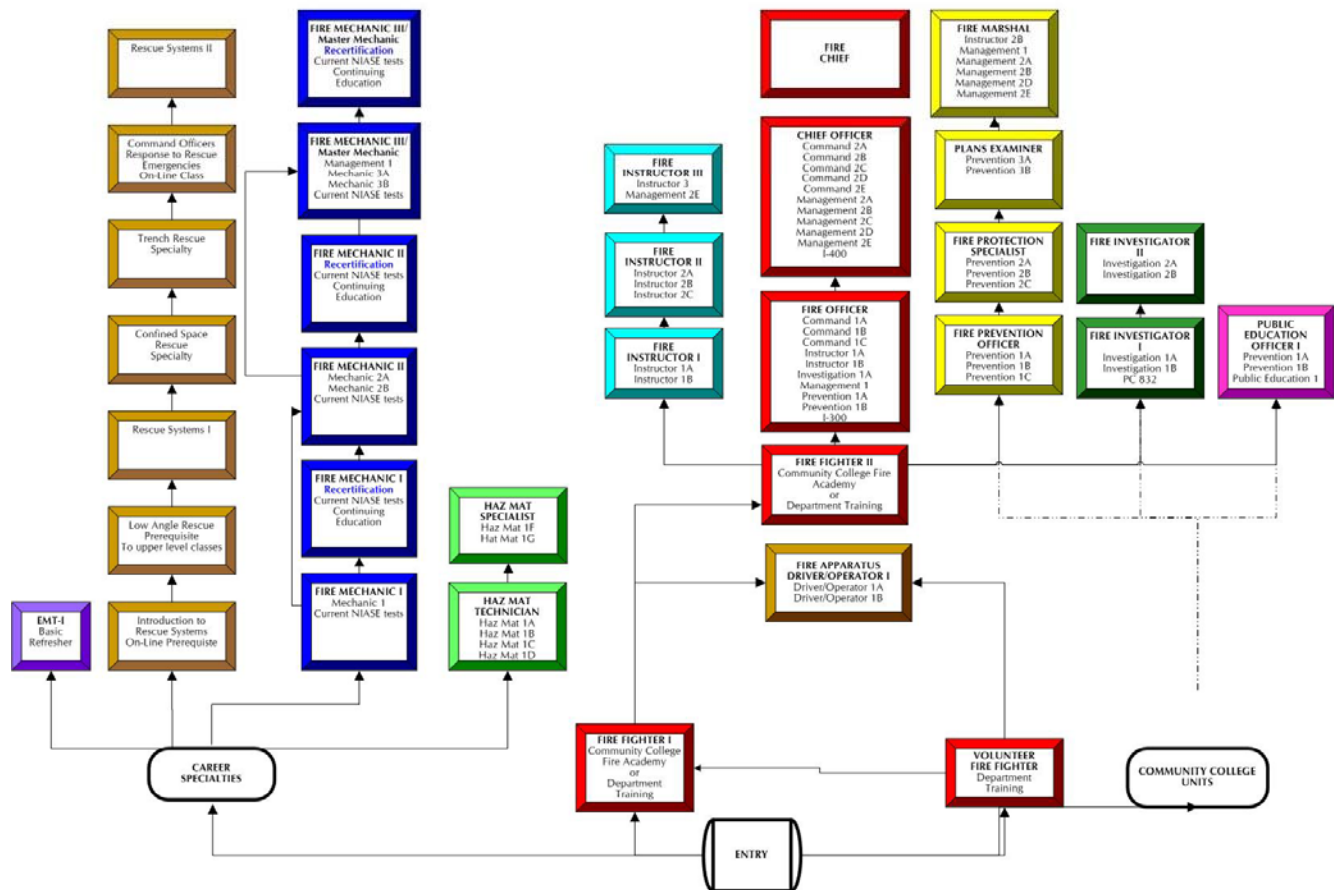 Rescue Systems II
Command Officers
Response to Rescue
Emergencies
On-Line Class
Trench Rescue
Specialty
Confined Space
Rescue
Specialty
Rescue Systems I
Low Angle Rescue
Prerequisite
To upper level classes
Introduction to
Rescue Systems
On-Line Prerequiste
EMT-I
Basic
Refresher
FIRE MECHANIC III/
Master Mechanic
Recertification
Current NIASE tests
Continuing
Education
FIRE MECHANIC III/
Master Mechanic
Management 1
Mechanic 3A
Mechanic 3B
Current NIASE tests
FIRE MECHANIC II
Recertification
Current NIASE tests
Continuing
Education
FIRE MECHANIC II
Mechanic 2A
Mechanic 2B
Current NIASE tests
FIRE MECHANIC I
Recertification
Current NIASE tests
Continuing
Education
FIRE MECHANIC I
Mechanic 1
Current NIASE tests
HAZ MAT
SPECIALIST
Haz Mat 1F
Hat Mat 1G
HAZ MAT
TECHNICIAN
Haz Mat 1A
Haz Mat 1B
Haz Mat 1C
Haz Mat 1D
CAREER
SPECIALTIES
FIRE
INSTRUCTOR III
Instructor 3
Management 2E
FIRE
INSTRUCTOR II
Instructor 2A
Instructor 2B
Instructor 2C
FIRE
INSTRUCTOR I
Instructor 1A
Instructor 1B
FIRE
CHIEF
CHIEF OFFICER
Command 2A
Command 2B
Command 2C
Command 2D
Command 2E
Management 2A
Management 2B
Management 2C
Management 2D
Management 2E
I-400
FIRE OFFICER
Command 1A
Command 1B
Command 1C
Instructor 1A
Instructor 1B
Investigation 1A
Management 1
Prevention 1A
Prevention 1B
I-300
FIRE FIGHTER II
Community College Fire
Academy
or
Department Training
FIRE APPARATUS
DRIVER/OPERATOR I
Driver/Operator 1A
Driver/Operator 1B
FIRE MARSHAL
Instructor 2B
Management 1
Management 2A
Management 2B
Management 2D
Management 2E
PLANS EXAMINER
Prevention 3A
Prevention 3B
FIRE PROTECTION
SPECIALIST
Prevention 2A
Prevention 2B
Prevention 2C
FIRE PREVENTION
OFFICER
Prevention 1A
Prevention 1B
Prevention 1C
FIRE INVESTIGATOR
II
Investigation 2A
Investigation 2B
FIRE INVESTIGATOR
I
Investigation 1A
Investigation 1B
PC 832
PUBLIC
EDUCATION
OFFICER I
Prevention 1A
Prevention 1B
Public Education 1
FIRE FIGHTER I
Community College
Fire Academy
or
Department
Training
VOLUNTEER
FIRE FIGHTER
Department
Training
COMMUNITY COLLEGE
UNITS
ENTRY